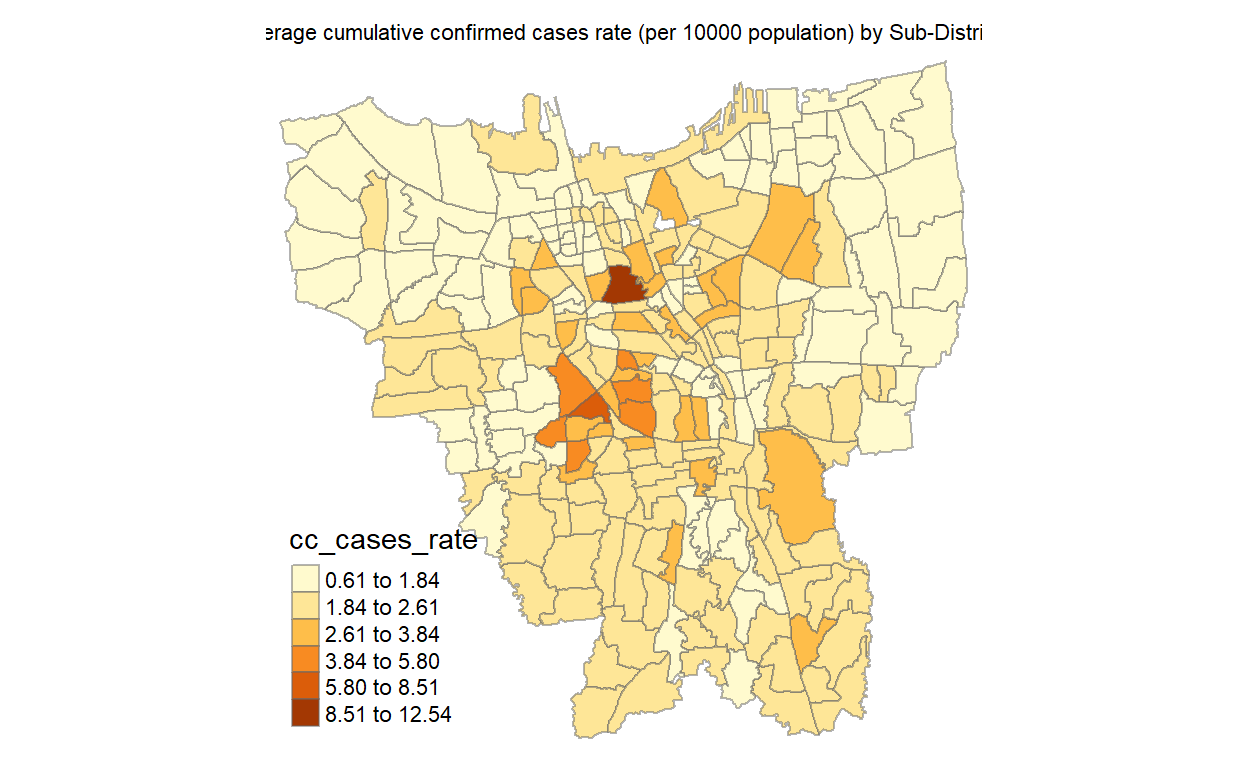 erage cumulative confirmed cases rate (per 10000 population) by Sub-Distri
cc_cases_rate
0.61 to 1.84
1.84 to 2.61
2.61 to 3.84
3.84 to 5.80
5.80 to 8.51
8.51 to 12.54